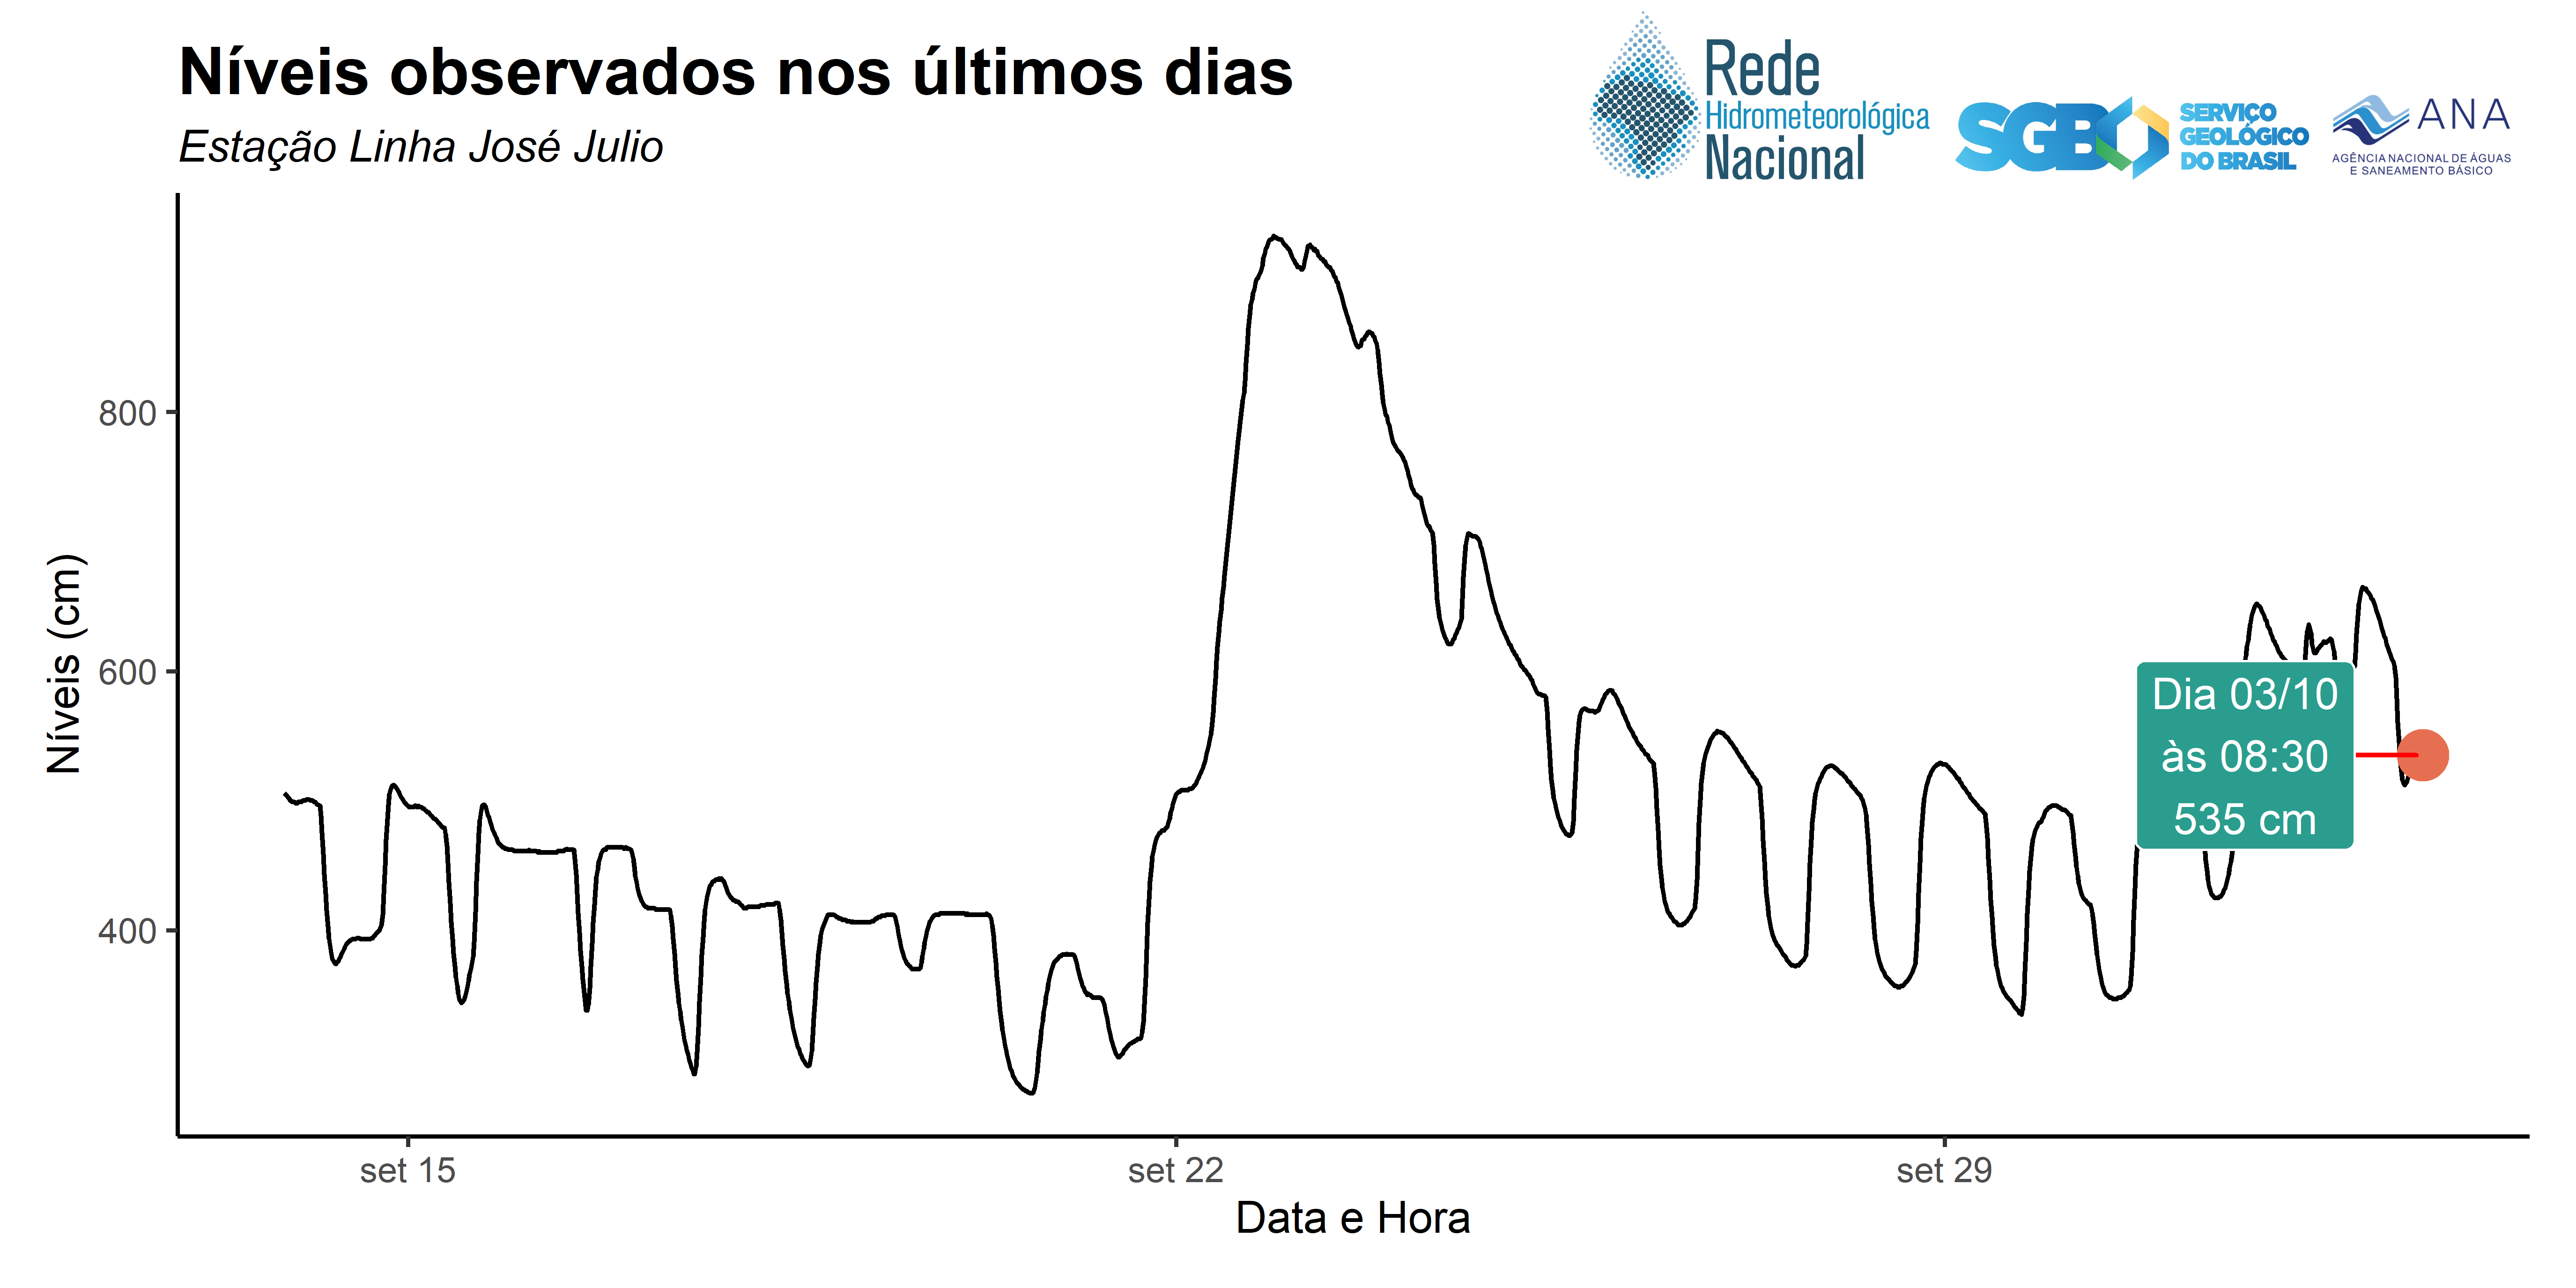 Níveis observados nos últimos dias
Estação Linha José Julio
Rede
Hidrometeorológica
Nacional
SGB
SERVIÇO
GEOLÓGICO
DO BRASIL
ANA
AGÊNCIA NACIONAL DE ÁGUAS
E SANEAMENTO BÁSICO
Níveis (cm)
800
600
400
Dia 03/10
às 08:30
535 cm
set 15
set 22
set 29
Data e Hora